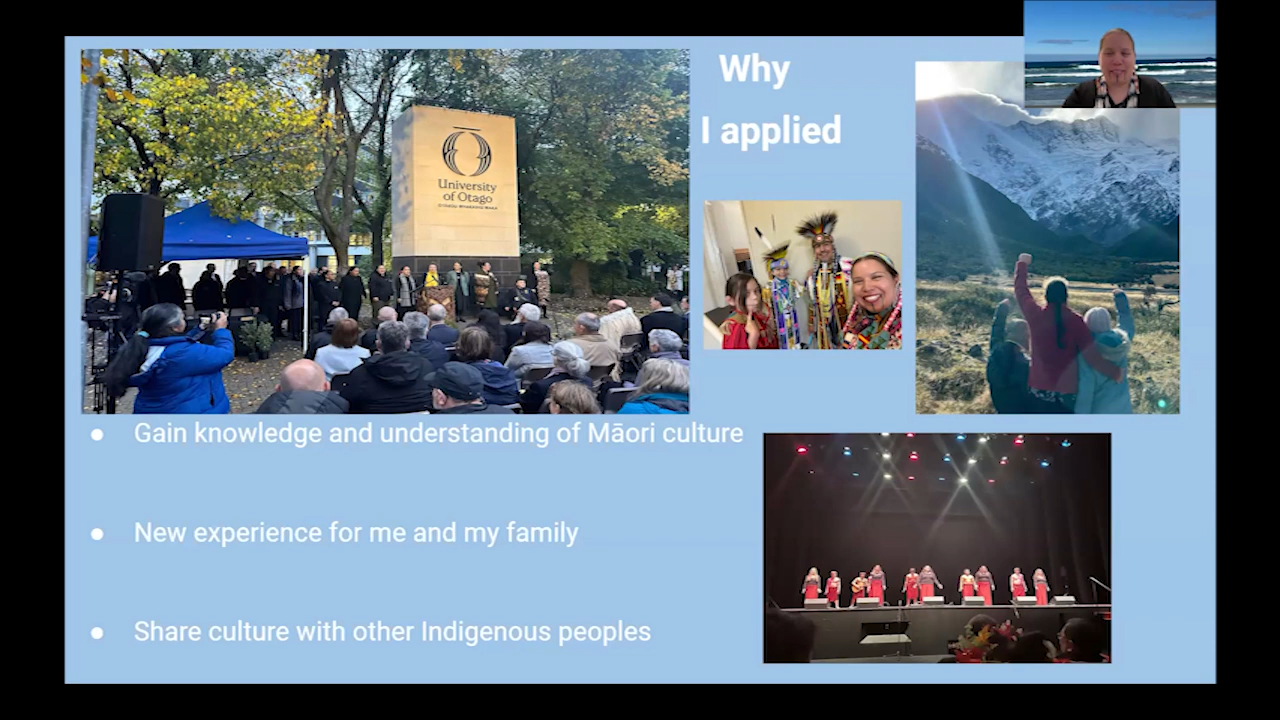 Why
I applied
University
of Otago
Gain knowledge and understanding of Māori culture
New experience for me and my family
Share culture with other Indigenous peoples